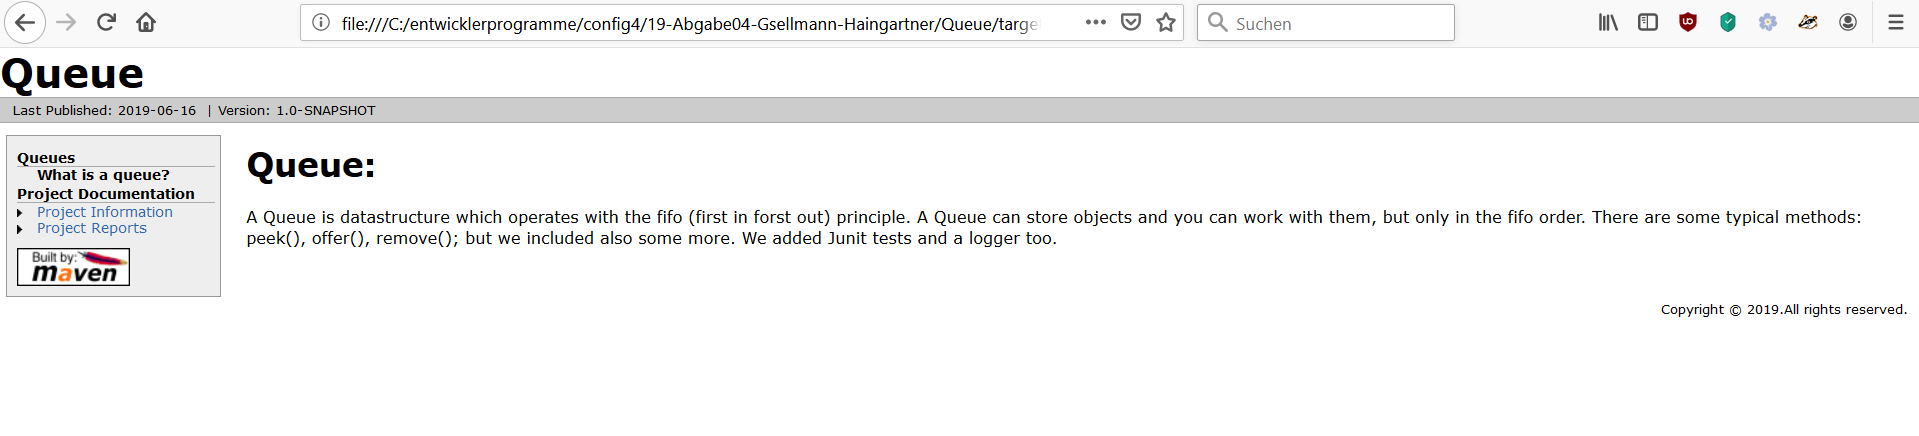 file:///C:/entwicklerprogramme/config4/19-Abgabe04-Gsellmann-Haingartner/Queue/targe
Suchen
Queue
Last Published: 2019-06-16 | Version: 1.0-SNAPSHOT
Queues
What is a queue?
Project Documentation
Project Information
Project Reports
Built by:
maven
Queue:
A Queue is datastructure which operates with the fifo (first in forst out) principle. A Queue can store objects and you can work with them, but only in the fifo order. There are some typical methods:
peek(), offer(), remove(); but we included also some more. We added Junit tests and a logger too.
Copyright © 2019.All rights reserved.